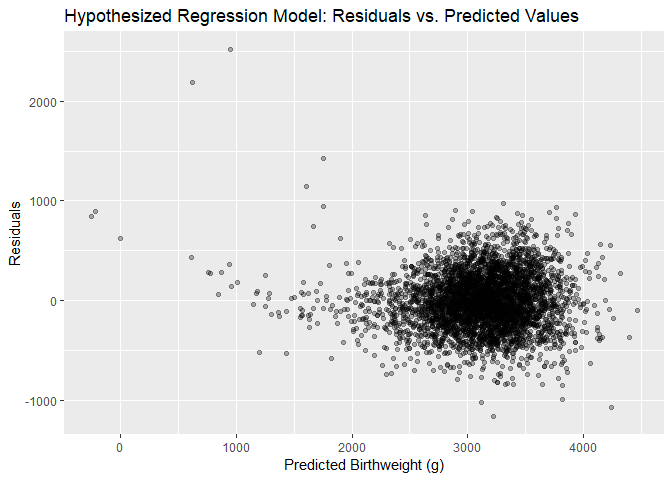 Hypothesized Regression Model: Residuals vs. Predicted Values
Residuals
2000
1000
0
-1000
0 1000 2000 3000 4000
Predicted Birthweight (g)